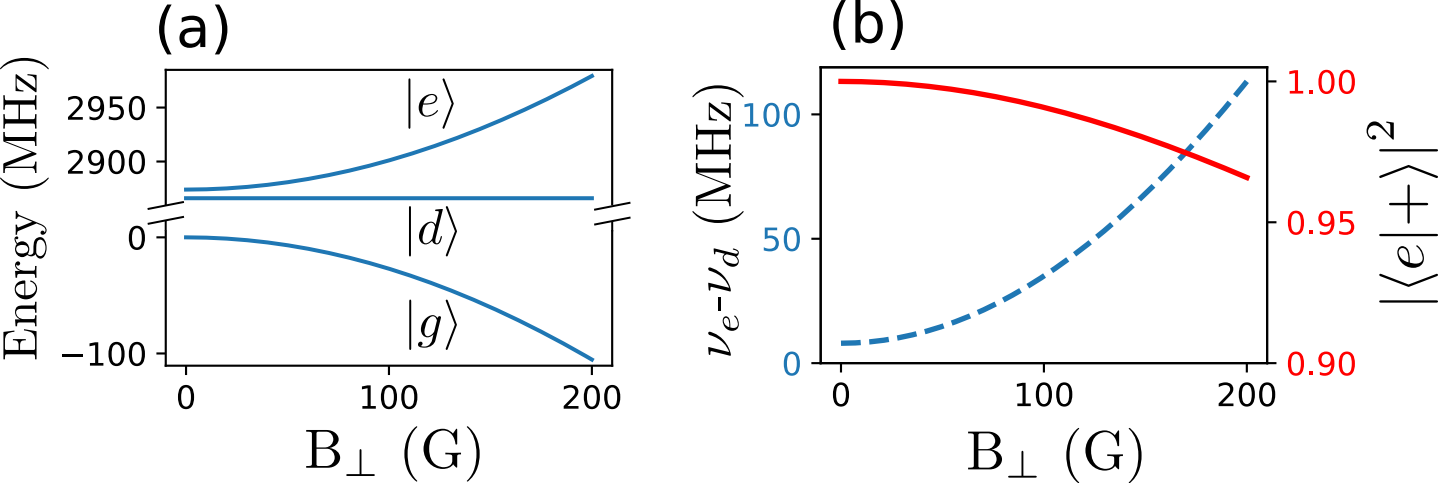 (a)
Energy (MHz)
2950
2900
0
−100
|e⟩
|d⟩
|g⟩
0 100 200
B⊥ (G)
(b)
νe-νd (MHz)
100
50
0
1.00
0.95
0.90
|⟨e|+⟩|²
0 100 200
B⊥ (G)